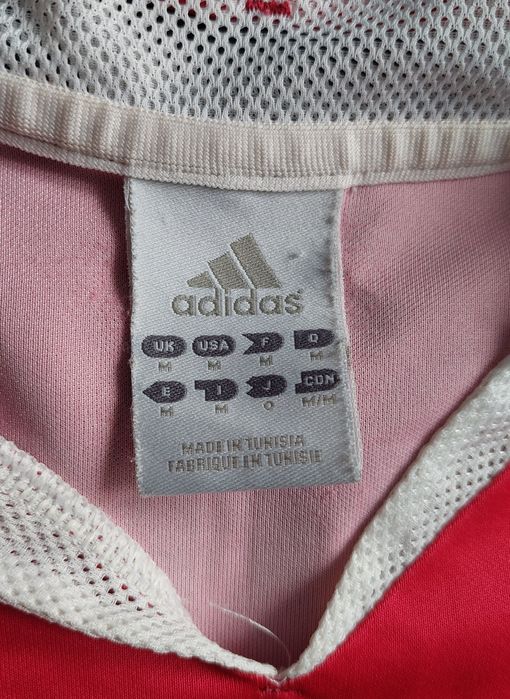 adidas
UK USA F D
M M M M
E I J CDN
M M O M/M
MADE IN TUNISIA
FABRIQUE EN TUNISIE